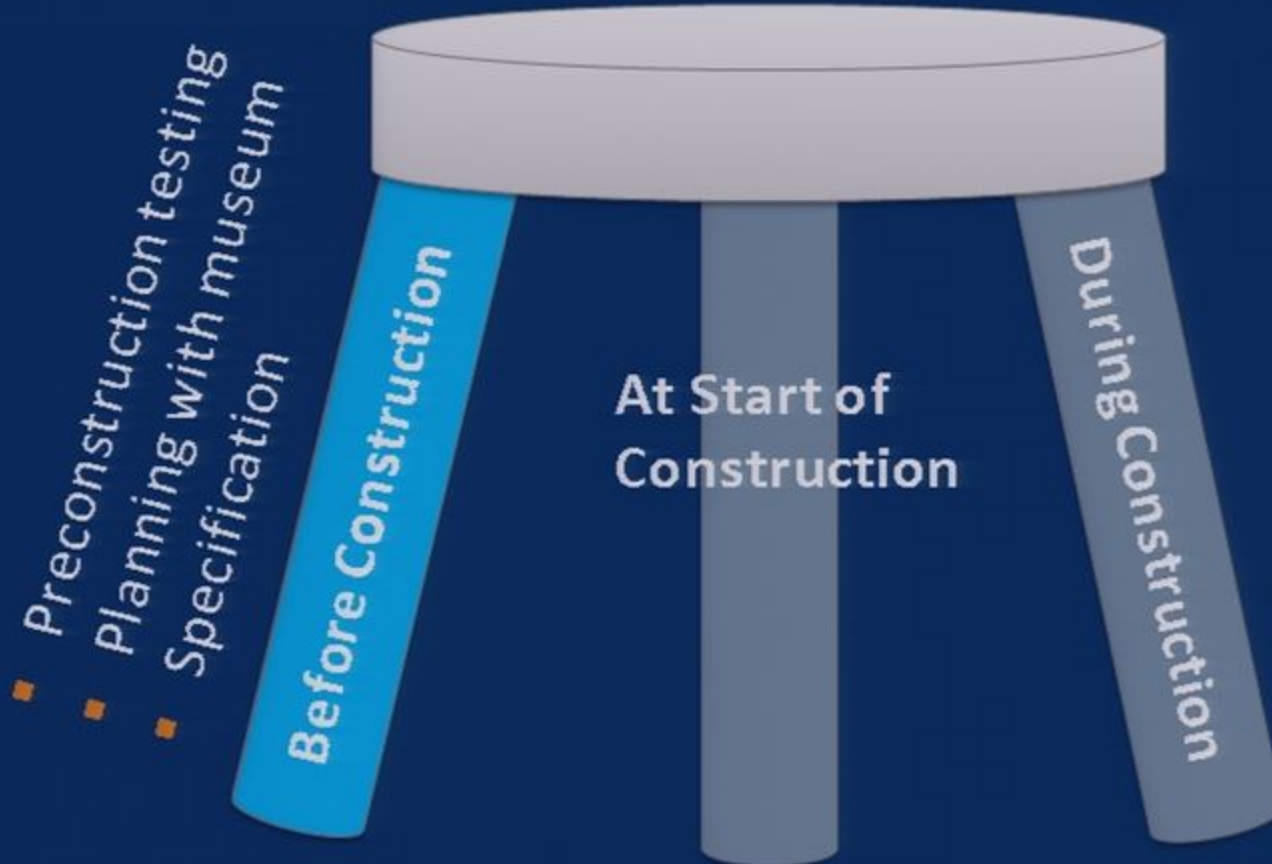 Preconstruction testing
Planning with museum
Specification
Before Construction
At Start of
Construction
During Construction